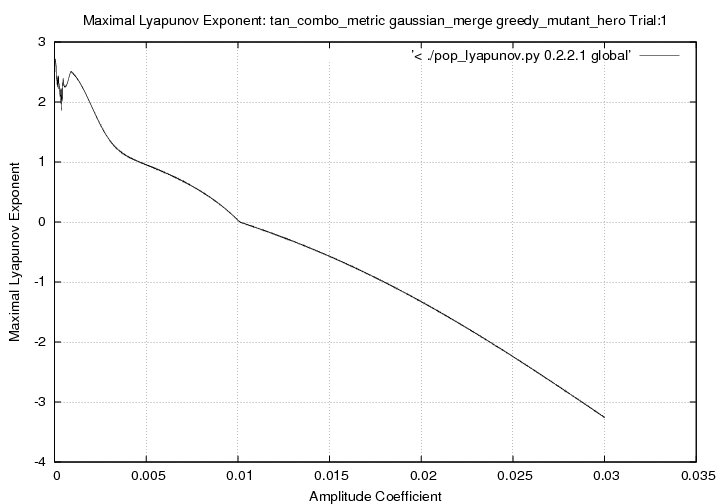 Maximal Lyapunov Exponent: tan_combo_metric gaussian_merge greedy_mutant_hero Trial:1
'< ./pop_lyapunov.py 0.2.2.1 global'
3
2
1
0
-1
-2
-3
-4
Maximal Lyapunov Exponent
0 0.005 0.01 0.015 0.02 0.025 0.03 0.035
Amplitude Coefficient